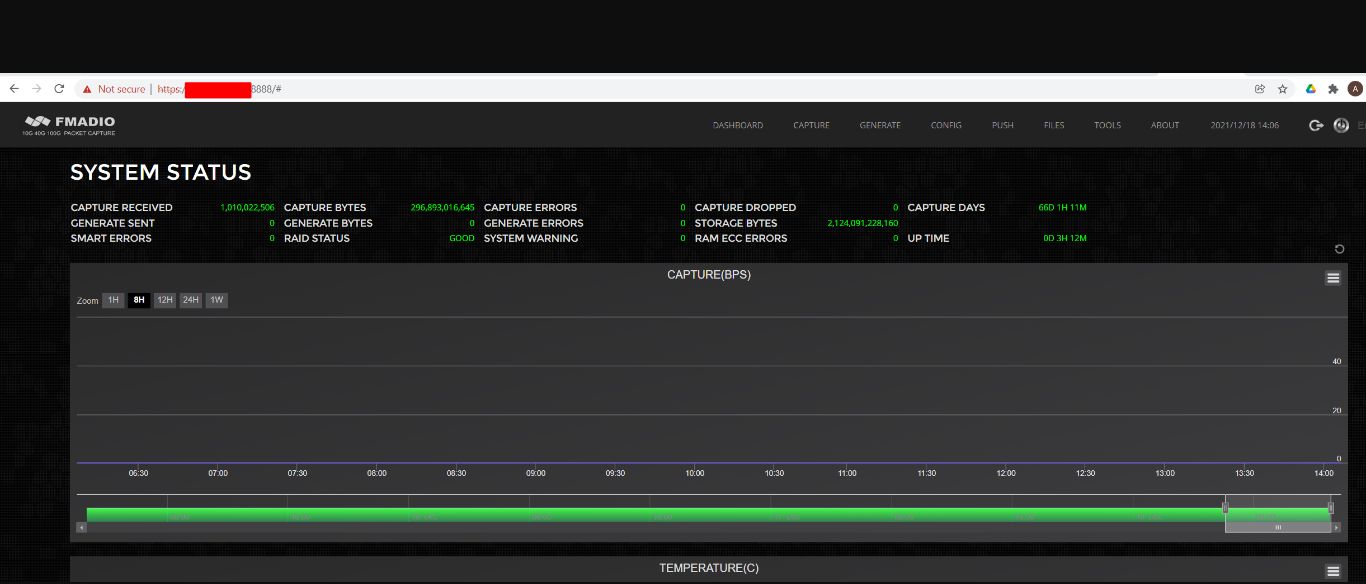 Not secure | https:/ 8888/#
A
FMADIO
10G 40G 100G PACKET CAPTURE
DASHBOARD CAPTURE GENERATE CONFIG PUSH FILES TOOLS ABOUT 2021/12/18 14:06
SYSTEM STATUS
CAPTURE RECEIVED 1,010,022,506 CAPTURE BYTES 296,893,016,645 CAPTURE ERRORS 0 CAPTURE DROPPED 0 CAPTURE DAYS 66D 1H 11M
GENERATE SENT 0 GENERATE BYTES 0 GENERATE ERRORS 0 STORAGE BYTES 2,124,091,228,160
SMART ERRORS 0 RAID STATUS GOOD SYSTEM WARNING 0 RAM ECC ERRORS 0 UP TIME 0D 3H 12M
CAPTURE(BPS)
Zoom 1H 8H 12H 24H 1W
40
20
0
06:30 07:00 07:30 08:00 08:30 09:00 09:30 10:00 10:30 11:00 11:30 12:00 12:30 13:00 13:30 14:00
TEMPERATURE(C)